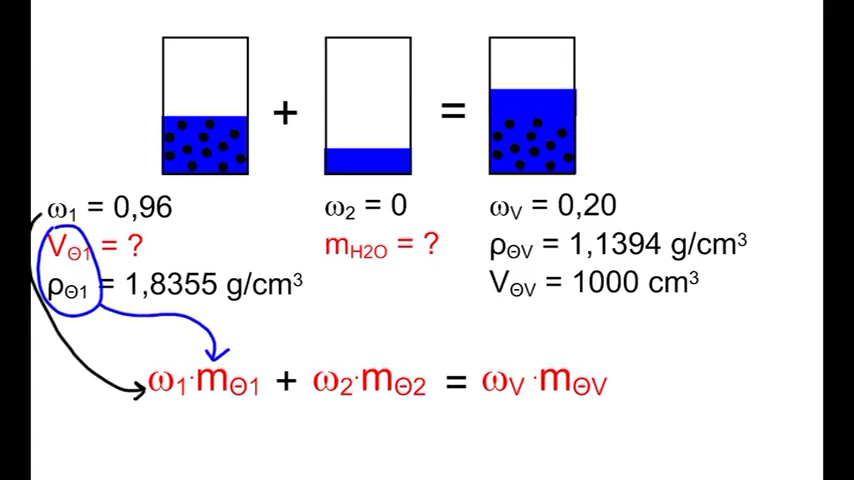 + =
ω1 = 0,96
VΘ1 = ?
ρΘ1 = 1,8355 g/cm³
ω2 = 0
mH2O = ?
ωV = 0,20
ρΘV = 1,1394 g/cm³
VΘV = 1000 cm³
ω1·mΘ1 + ω2·mΘ2 = ωV·mΘV